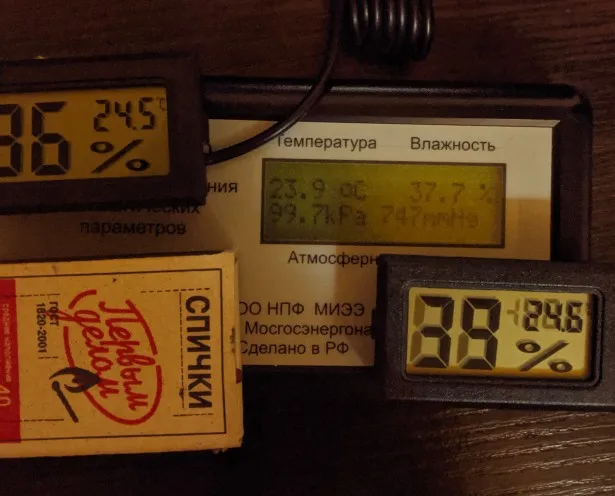 36 24.5°C
%
Температура Влажность
23.9 oC 37.7 %
99.7kPa 747mmHg
ния
параметров
Атмосферн
ОО НПФ МИЭЭ
Мосгосэнергона
Сделано в РФ
39 24.6
%
СПИЧКИ
Первым
делом
ГОСТ
1820-2001